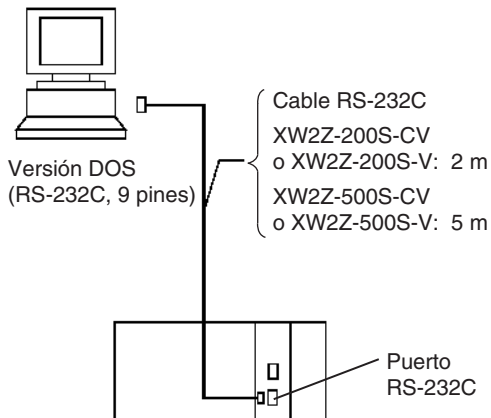 Cable RS-232C
XW2Z-200S-CV
o XW2Z-200S-V: 2 m
XW2Z-500S-CV
o XW2Z-500S-V: 5 m
Versión DOS
(RS-232C, 9 pines)
Puerto
RS-232C